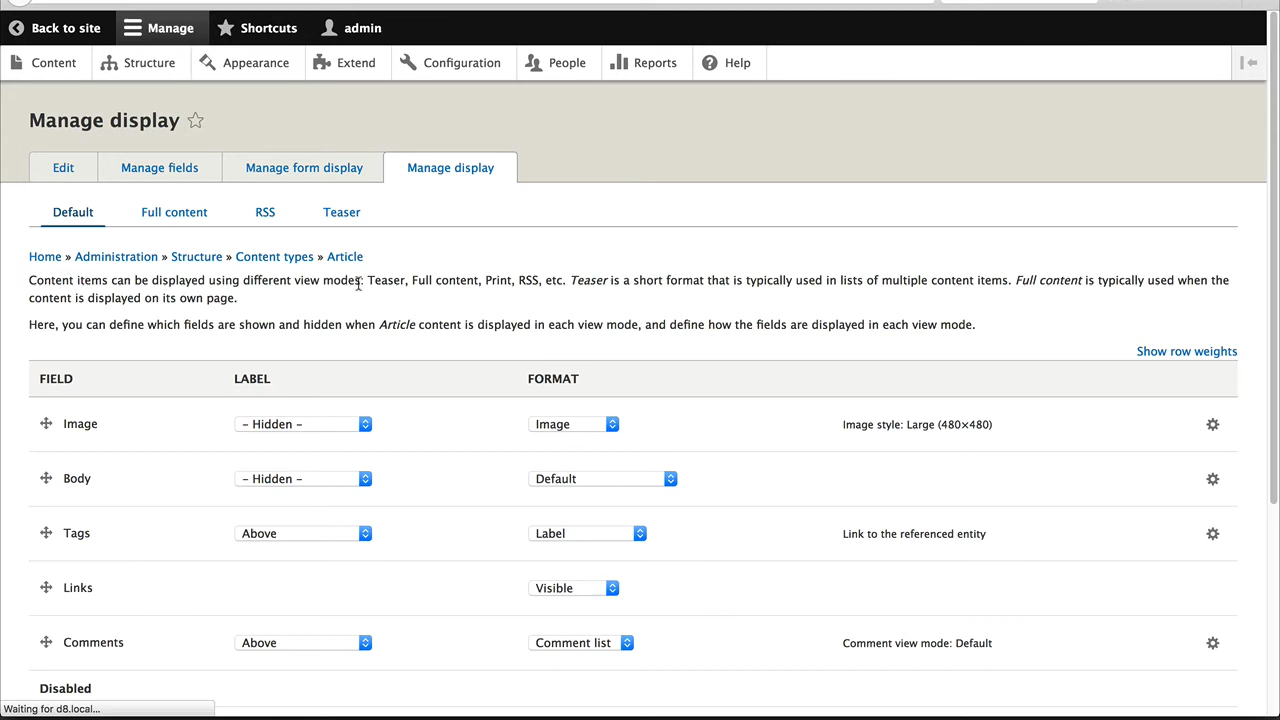 Back to site Manage Shortcuts admin
Content Structure Appearance Extend Configuration People Reports Help
Manage display
Edit Manage fields Manage form display Manage display
Default Full content RSS Teaser
Home » Administration » Structure » Content types » Article
Content items can be displayed using different view modes: Teaser, Full content, Print, RSS, etc. Teaser is a short format that is typically used in lists of multiple content items. Full content is typically used when the
content is displayed on its own page.
Here, you can define which fields are shown and hidden when Article content is displayed in each view mode, and define how the fields are displayed in each view mode.
Show row weights
FIELD LABEL FORMAT
Image - Hidden - Image Image style: Large (480×480)
Body - Hidden - Default
Tags Above Label Link to the referenced entity
Links Visible
Comments Above Comment list Comment view mode: Default
Disabled
Waiting for d8.local...